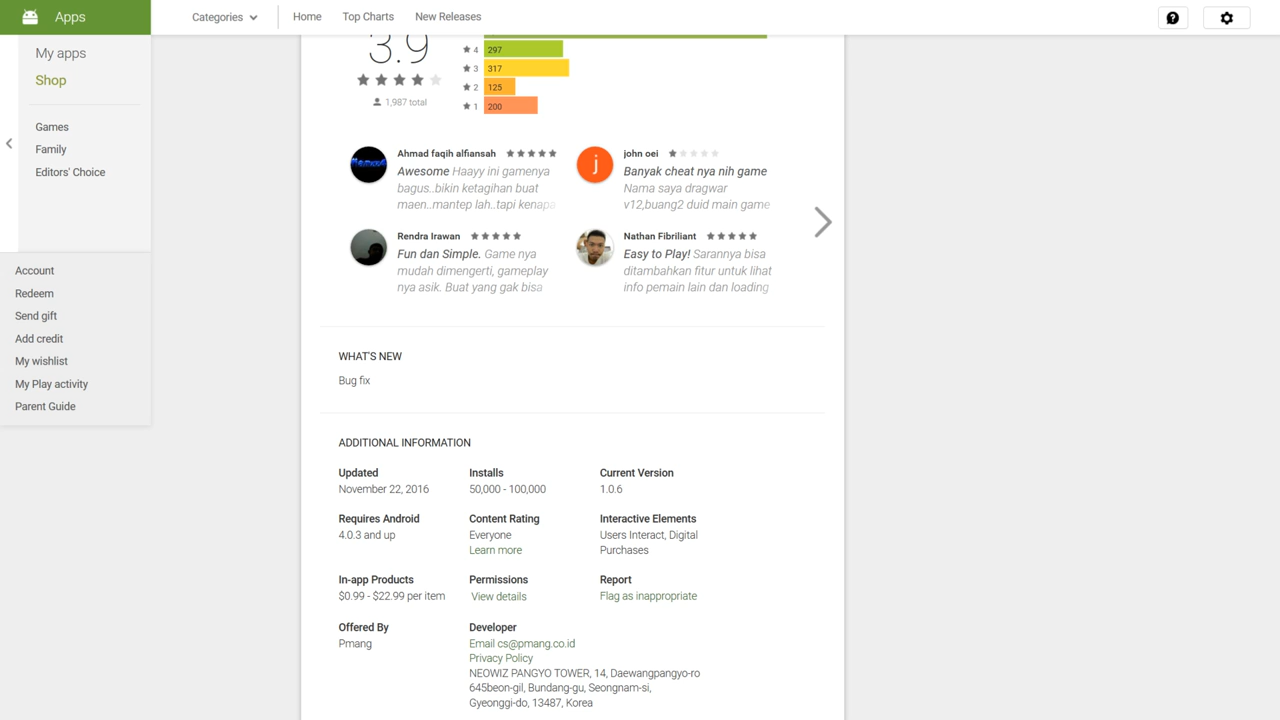 Apps
Categories
Home
Top Charts
New Releases
My apps
Shop
Games
Family
Editors' Choice
Account
Redeem
Send gift
Add credit
My wishlist
My Play activity
Parent Guide
3.9
1,987 total
4 297
3 317
2 125
1 200
Ahmad faqih alfiansah
Awesome Haayy ini gamenya
bagus..bikin ketagihan buat
maen..mantep lah..tapi kenapa
john oei
Banyak cheat nya nih game
Nama saya dragwar
v12,buang2 duid main game
Rendra Irawan
Fun dan Simple. Game nya
mudah dimengerti, gameplay
nya asik. Buat yang gak bisa
Nathan Fibriliant
Easy to Play! Sarannya bisa
ditambahkan fitur untuk lihat
info pemain lain dan loading
WHAT'S NEW
Bug fix
ADDITIONAL INFORMATION
Updated
November 22, 2016
Installs
50,000 - 100,000
Current Version
1.0.6
Requires Android
4.0.3 and up
Content Rating
Everyone
Learn more
Interactive Elements
Users Interact, Digital
Purchases
In-app Products
$0.99 - $22.99 per item
Permissions
View details
Report
Flag as inappropriate
Offered By
Pmang
Developer
Email cs@pmang.co.id
Privacy Policy
NEOWIZ PANGYO TOWER, 14, Daewangpangyo-ro
645beon-gil, Bundang-gu, Seongnam-si,
Gyeonggi-do, 13487, Korea